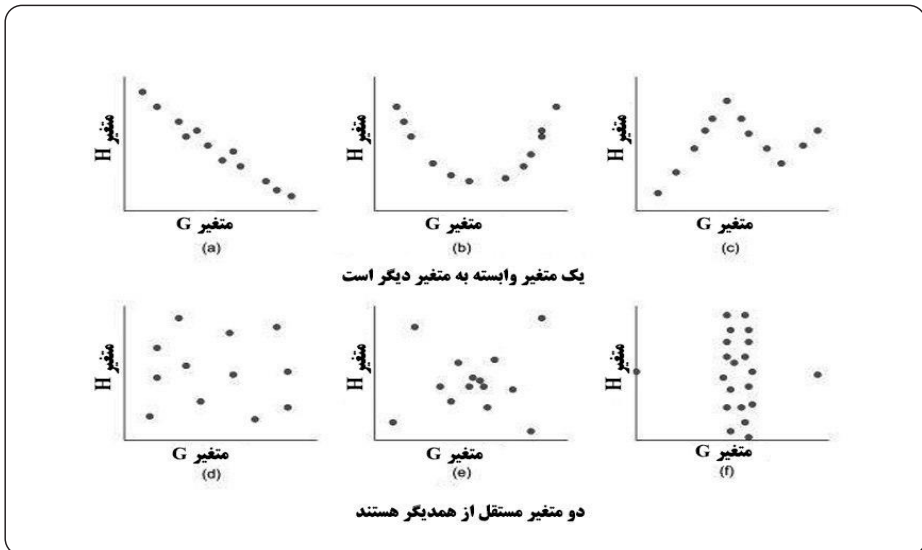 متغیر H
متغیر H
متغیر H
متغیر G
متغیر G
متغیر G
(a)
(b)
(c)
یک متغیر وابسته به متغیر دیگر است
متغیر H
متغیر H
متغیر H
متغیر G
متغیر G
متغیر G
(d)
(e)
(f)
دو متغیر مستقل از همدیگر هستند